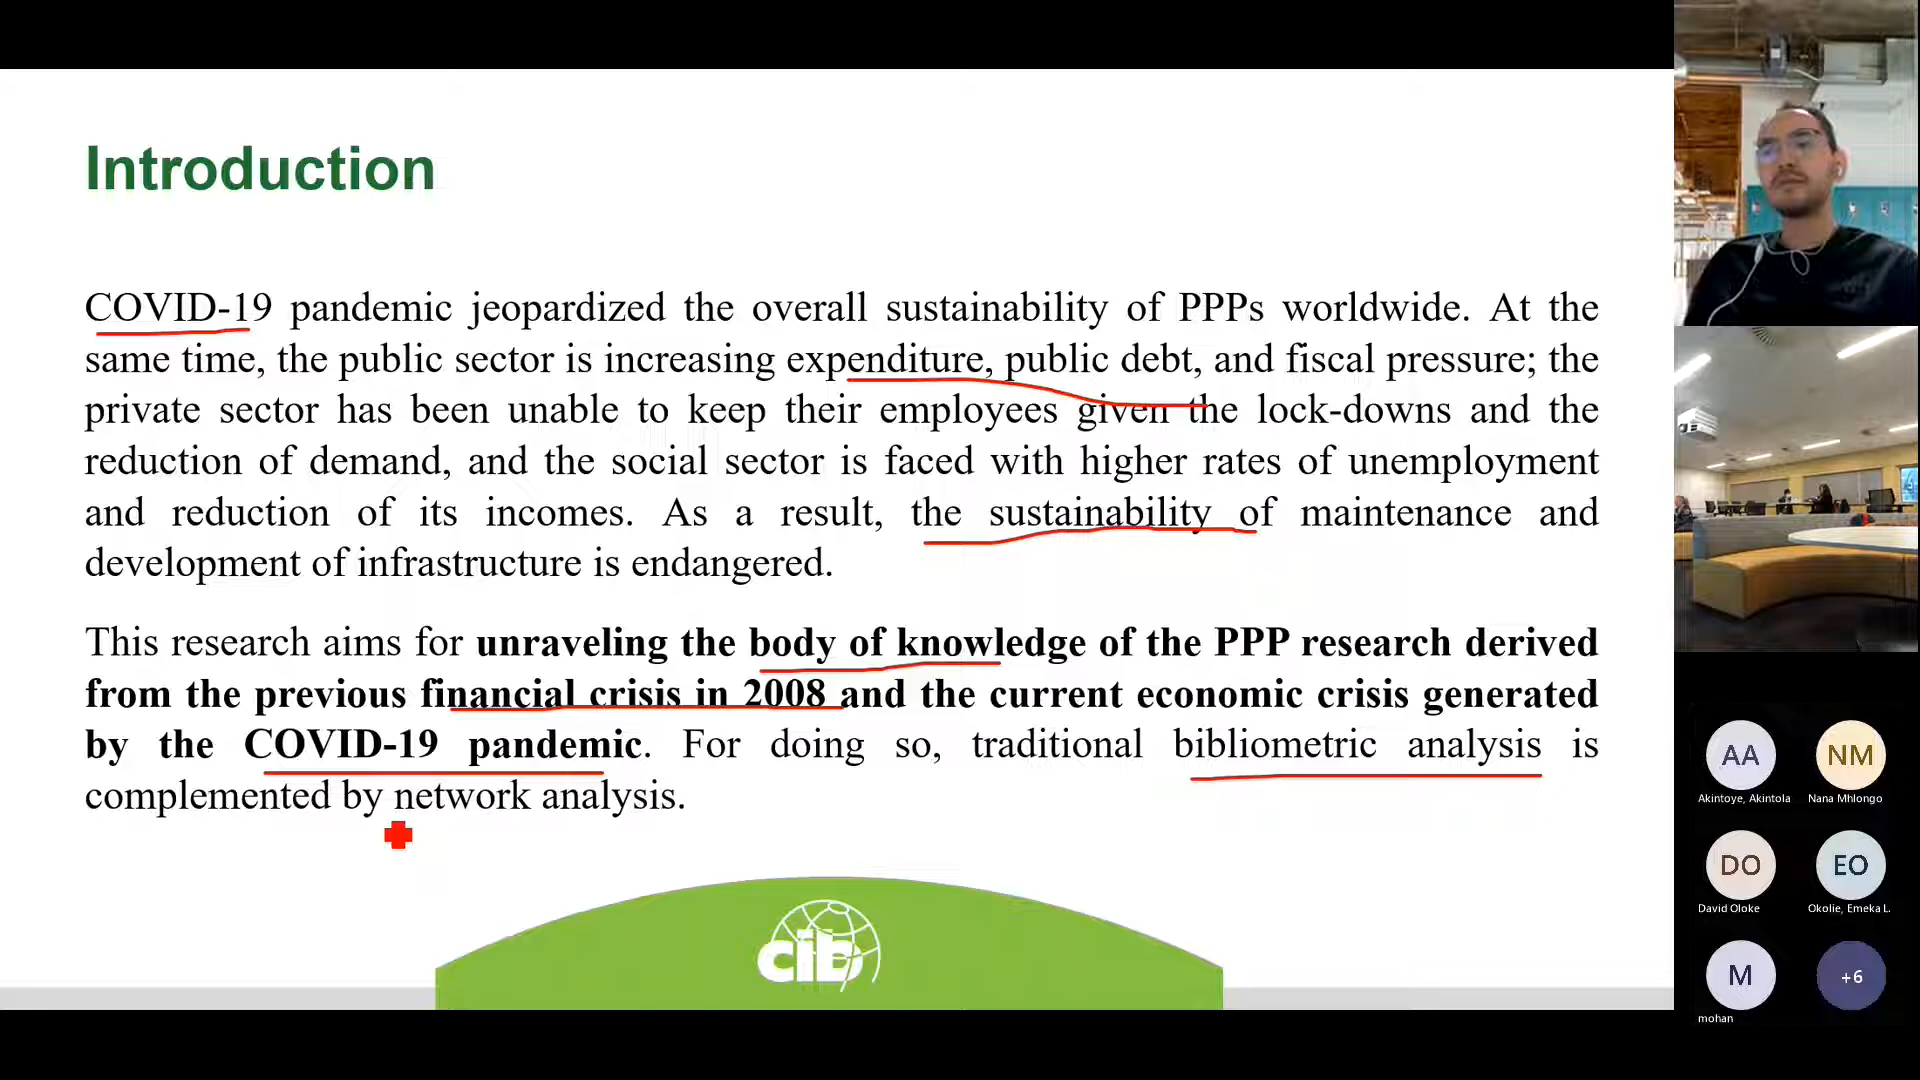 Introduction
COVID-19 pandemic jeopardized the overall sustainability of PPPs worldwide. At the
same time, the public sector is increasing expenditure, public debt, and fiscal pressure; the
private sector has been unable to keep their employees given the lock-downs and the
reduction of demand, and the social sector is faced with higher rates of unemployment
and reduction of its incomes. As a result, the sustainability of maintenance and
development of infrastructure is endangered.
This research aims for unraveling the body of knowledge of the PPP research derived
from the previous financial crisis in 2008 and the current economic crisis generated
by the COVID-19 pandemic. For doing so, traditional bibliometric analysis is
complemented by network analysis.
cib
AA
NM
Akintoye, Akintola
Nana Mhlongo
DO
EO
David Oloke
Okolie, Emeka L.
M
+6
mohan